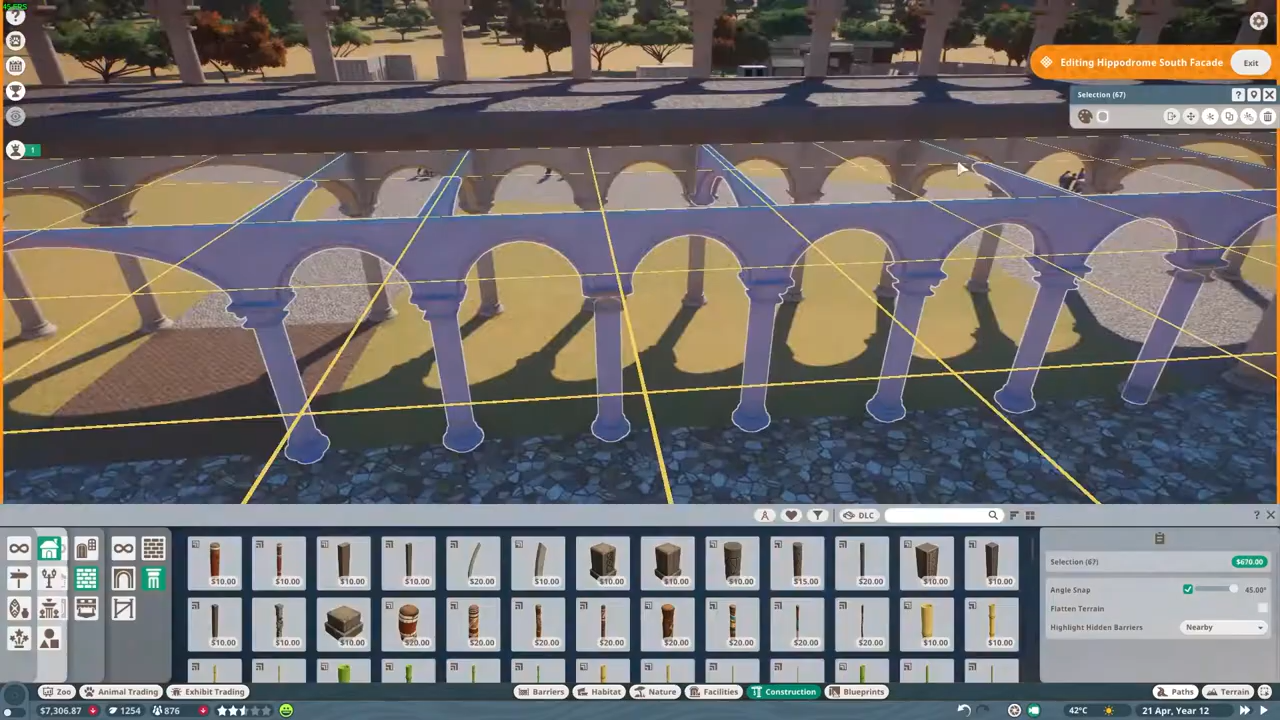 45 FPS
Editing Hippodrome South Facade Exit
Selection (67) ?
1
DLC ?
$10.00 $10.00 $10.00 $10.00 $20.00 $10.00 $10.00 $10.00 $10.00 $15.00 $20.00 $10.00 $10.00
Selection (67) $670.00
Angle Snap 45.00°
Flatten Terrain
$10.00 $10.00 $10.00 $20.00 $20.00 $20.00 $10.00 $20.00 $20.00 $10.00 $10.00 $10.00 $10.00
Highlight Hidden Barriers Nearby
Zoo Animal Trading Exhibit Trading Barriers Habitat Nature Facilities Construction Blueprints Paths Terrain
$7,306.87 1254 876 42°C 21 Apr, Year 12